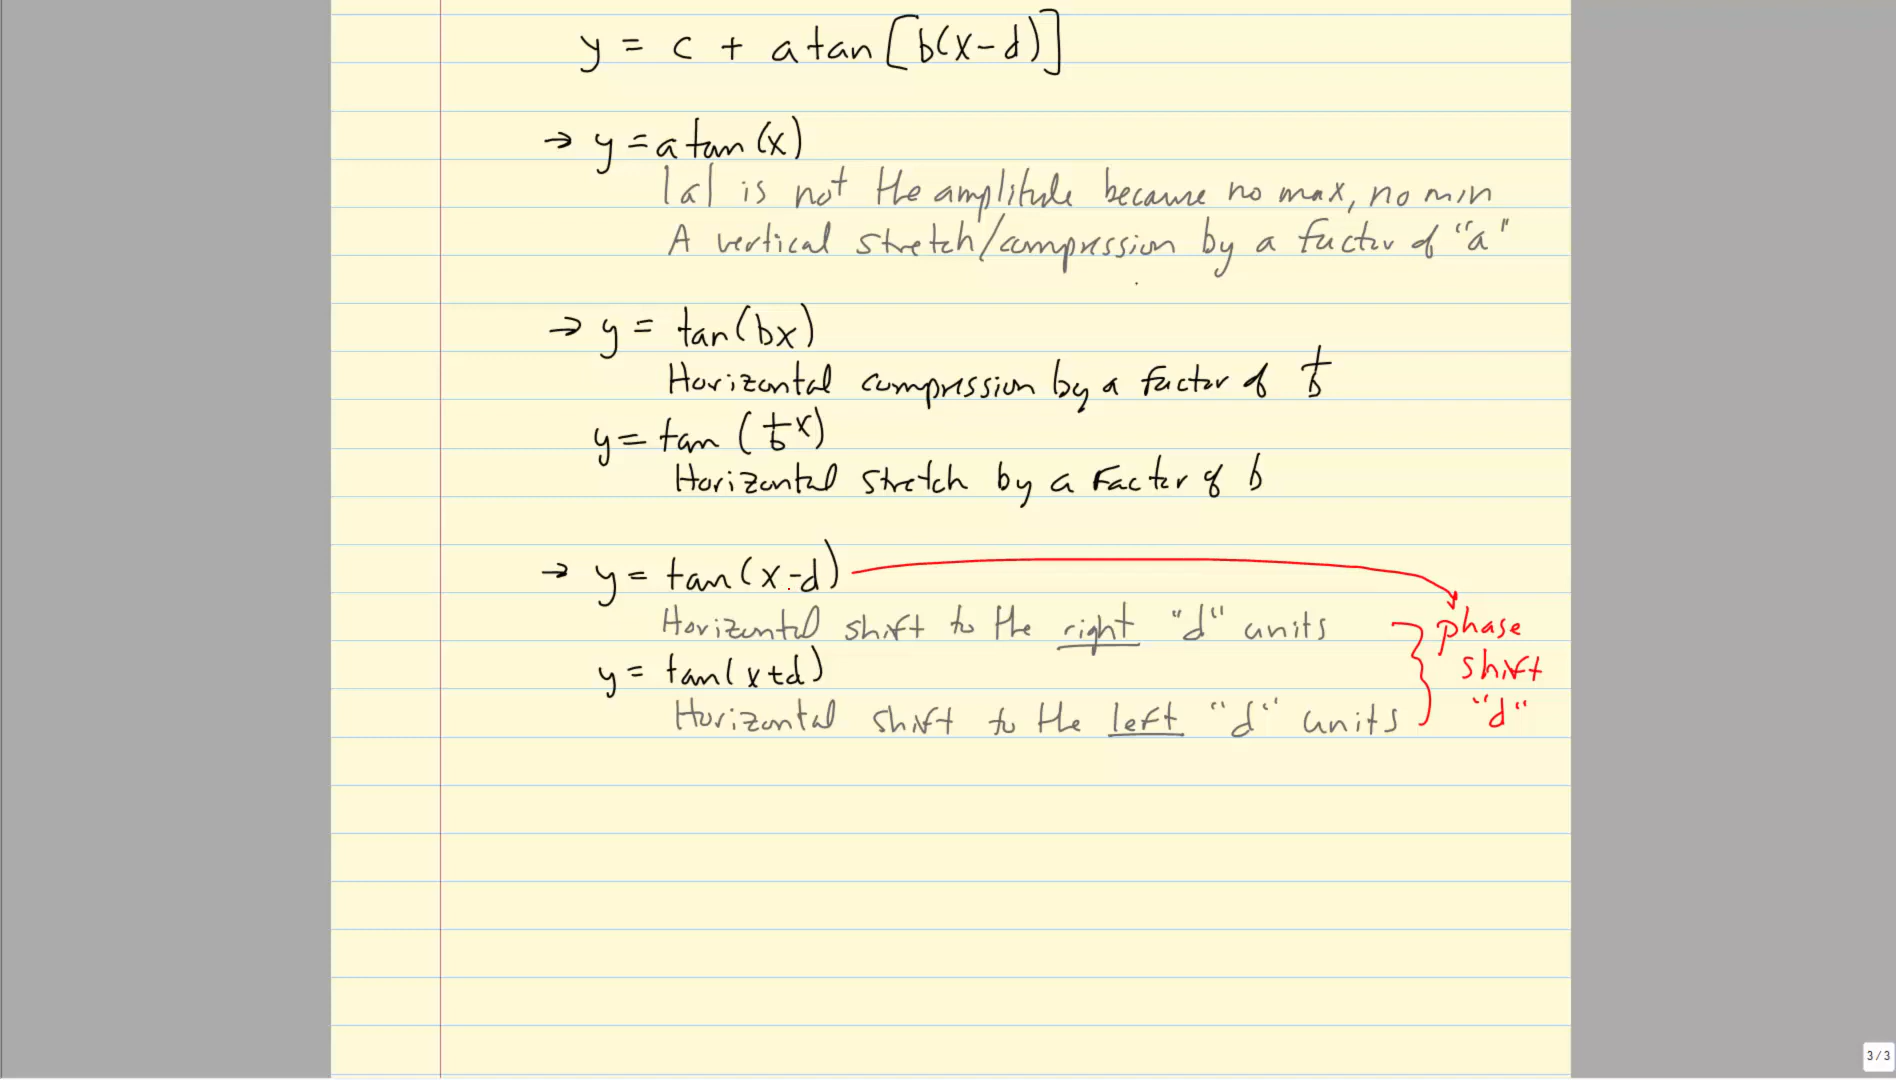 y = c + a tan[b(x-d)]
→ y = a tan(x)
|a| is not the amplitude because no max, no min
A vertical stretch/compression by a factor of "a"
→ y = tan(bx)
Horizontal compression by a factor of 1/b
y = tan(1/b x)
Horizontal stretch by a Factor of b
→ y = tan(x-d)
Horizontal shift to the right "d" units
y = tan(x+d)
Horizontal shift to the left "d" units
phase
shift
"d"
3/3